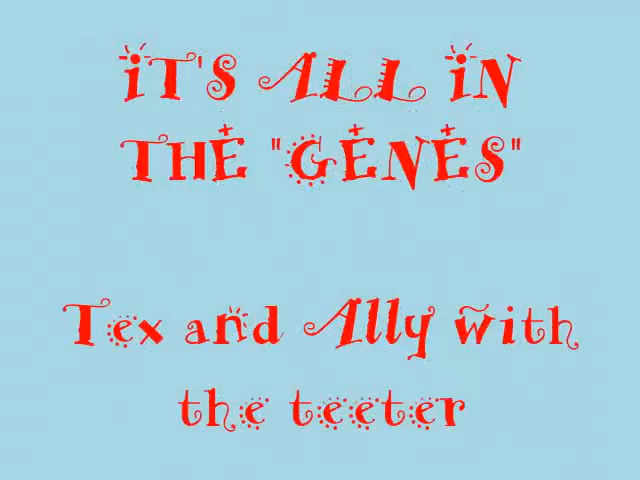 IT'S ALL IN
THE "GENES"
Tex and Ally with
the teeter